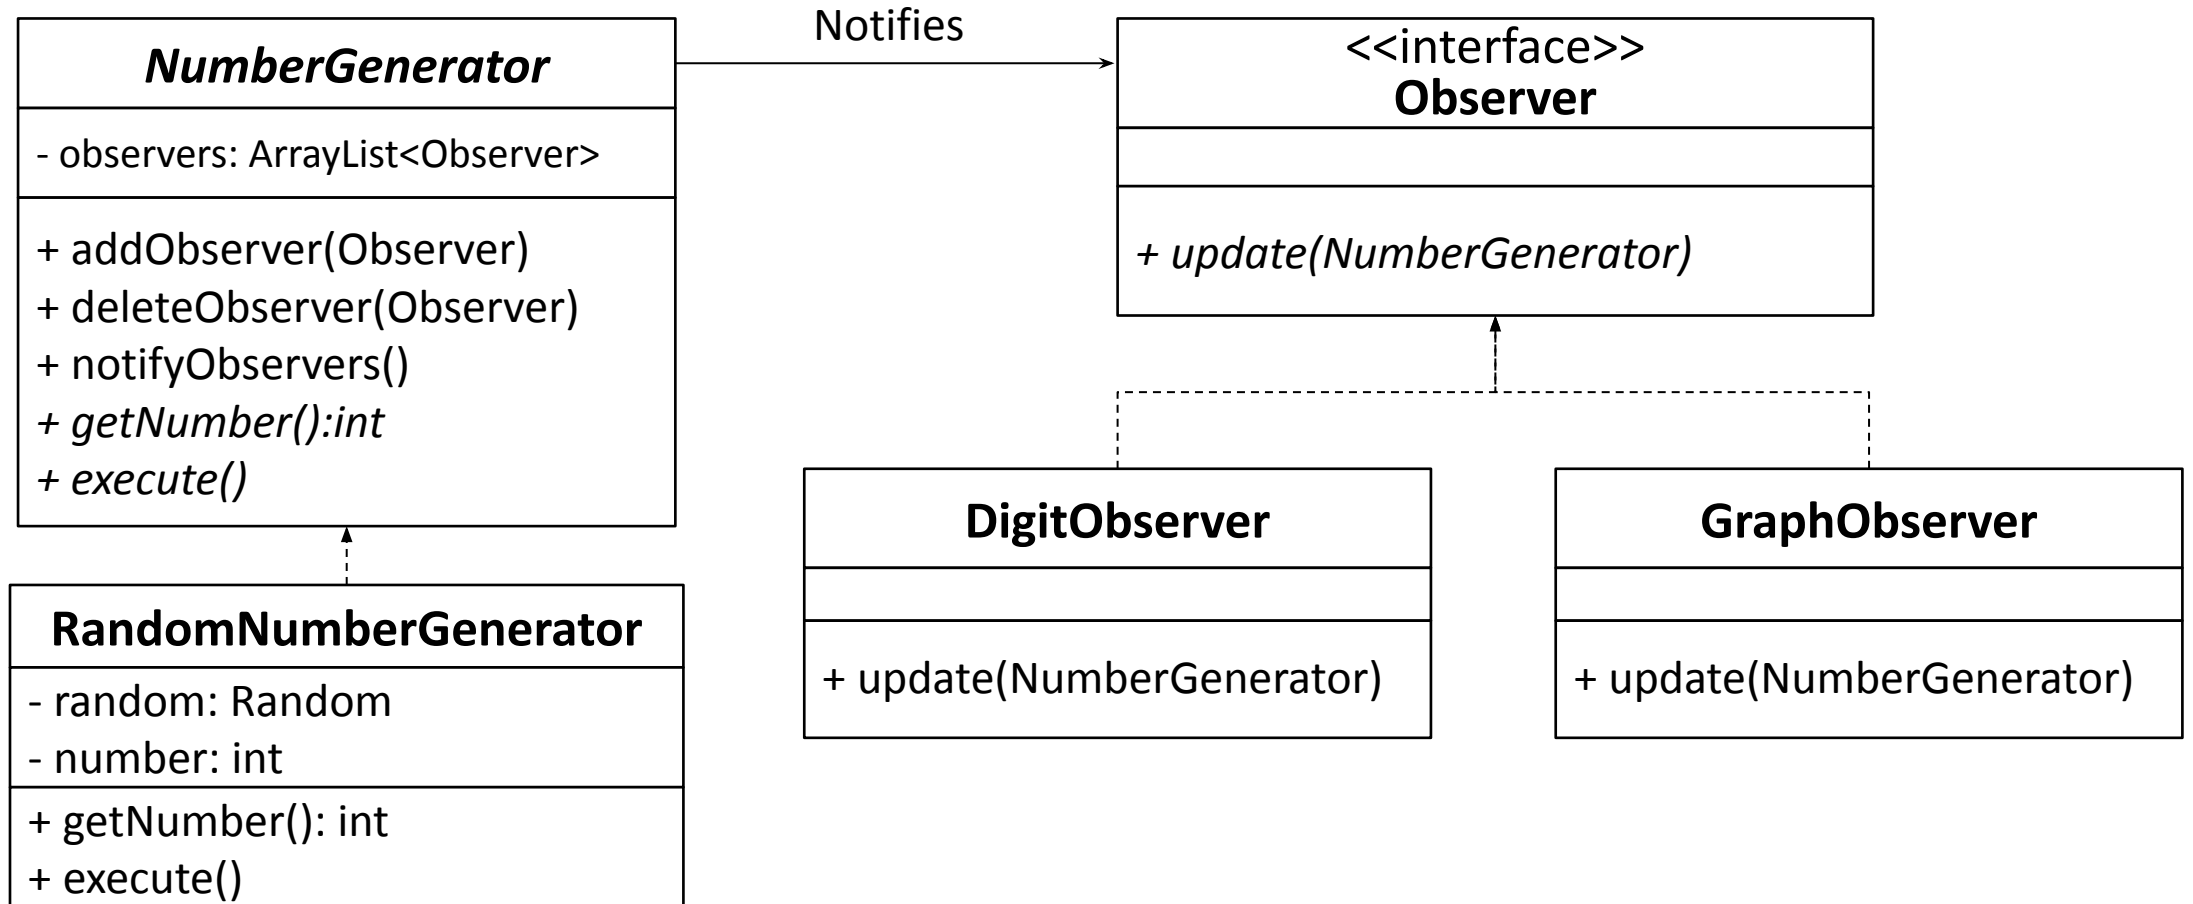 NumberGenerator
- observers: ArrayList<Observer>
+ addObserver(Observer)
+ deleteObserver(Observer)
+ notifyObservers()
+ getNumber():int
+ execute()
Notifies
<<interface>>
Observer
+ update(NumberGenerator)
RandomNumberGenerator
- random: Random
- number: int
+ getNumber(): int
+ execute()
DigitObserver
+ update(NumberGenerator)
GraphObserver
+ update(NumberGenerator)